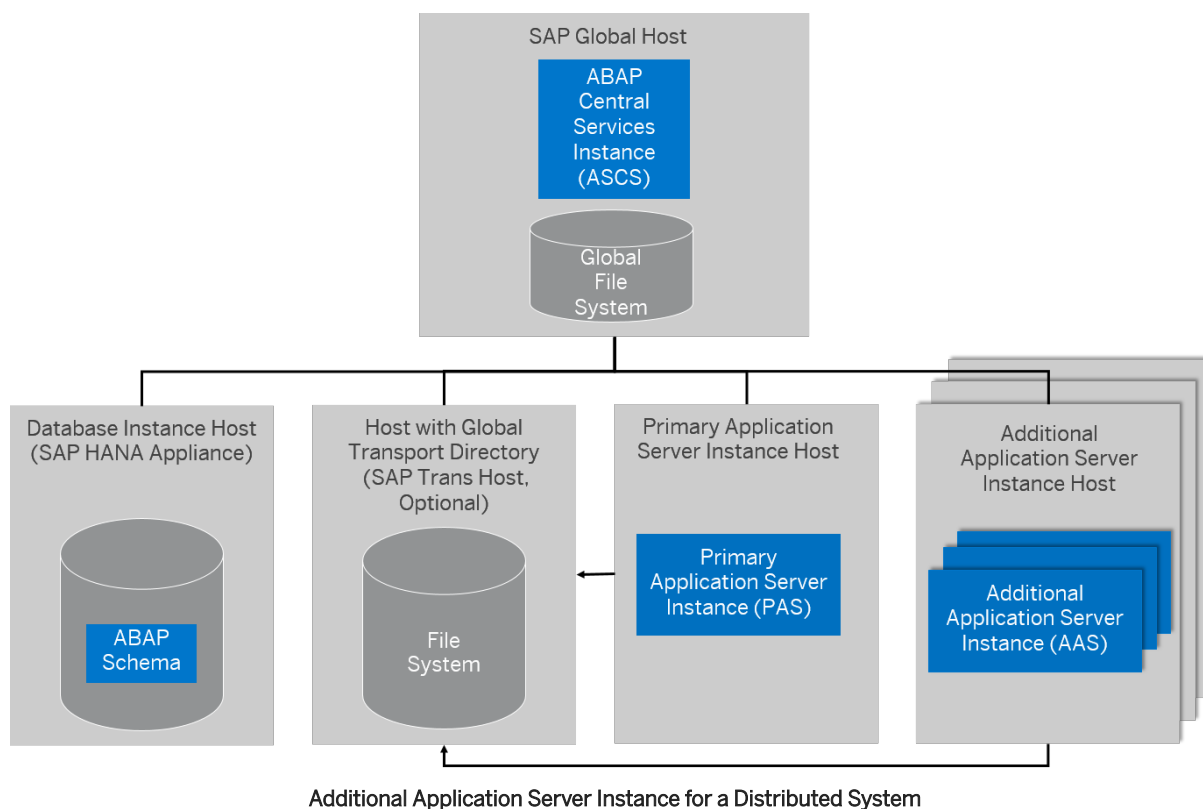 SAP Global Host
ABAP
Central
Services
Instance
(ASCS)
Global
File
System
Database Instance Host
(SAP HANA Appliance)
ABAP
Schema
Host with Global
Transport Directory
(SAP Trans Host,
Optional)
File
System
Primary Application
Server Instance Host
Primary
Application Server
Instance (PAS)
Additional
Application Server
Instance Host
Additional
Application Server
Instance (AAS)
Additional Application Server Instance for a Distributed System